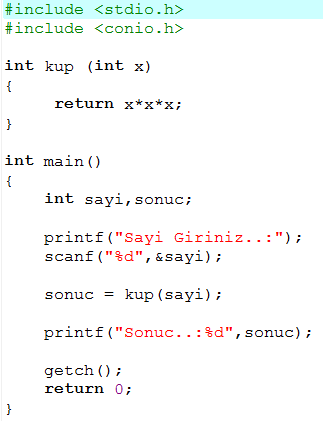 #include <stdio.h>
#include <conio.h>
int kup (int x)
{
return x*x*x;
}
int main()
{
int sayi,sonuc;
printf("Sayi Giriniz..:");
scanf("%d",&sayi);
sonuc = kup(sayi);
printf("Sonuc..:%d",sonuc);
getch();
return 0;
}